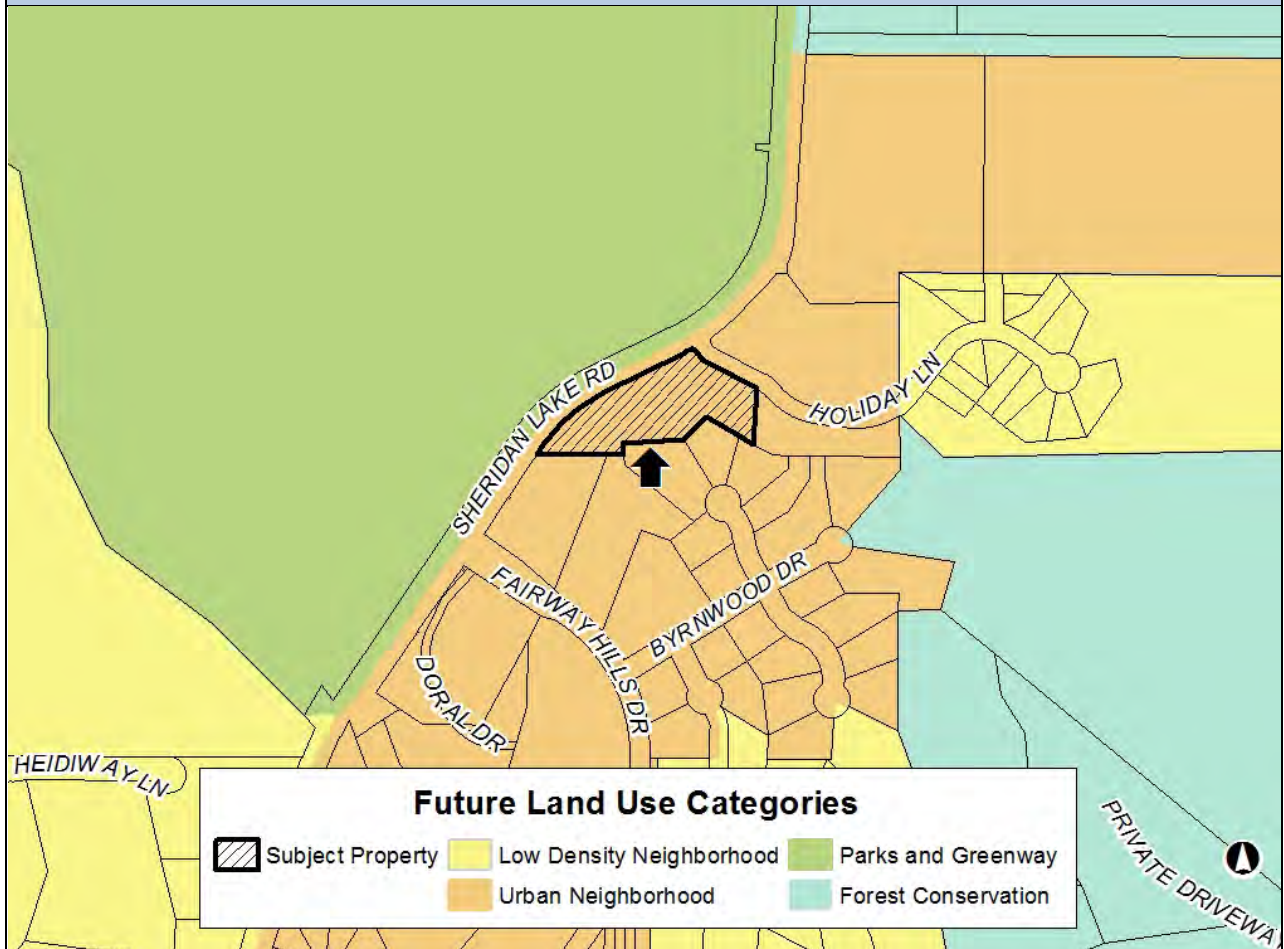 SHERIDAN LAKE RD
HOLIDAY LN
FAIRWAY HILLS DR
BYRNWOOD DR
DORAL DR
HEIDIWAY LN
PRIVATE DRIVEWA
Future Land Use Categories
Subject Property
Low Density Neighborhood
Parks and Greenway
Urban Neighborhood
Forest Conservation